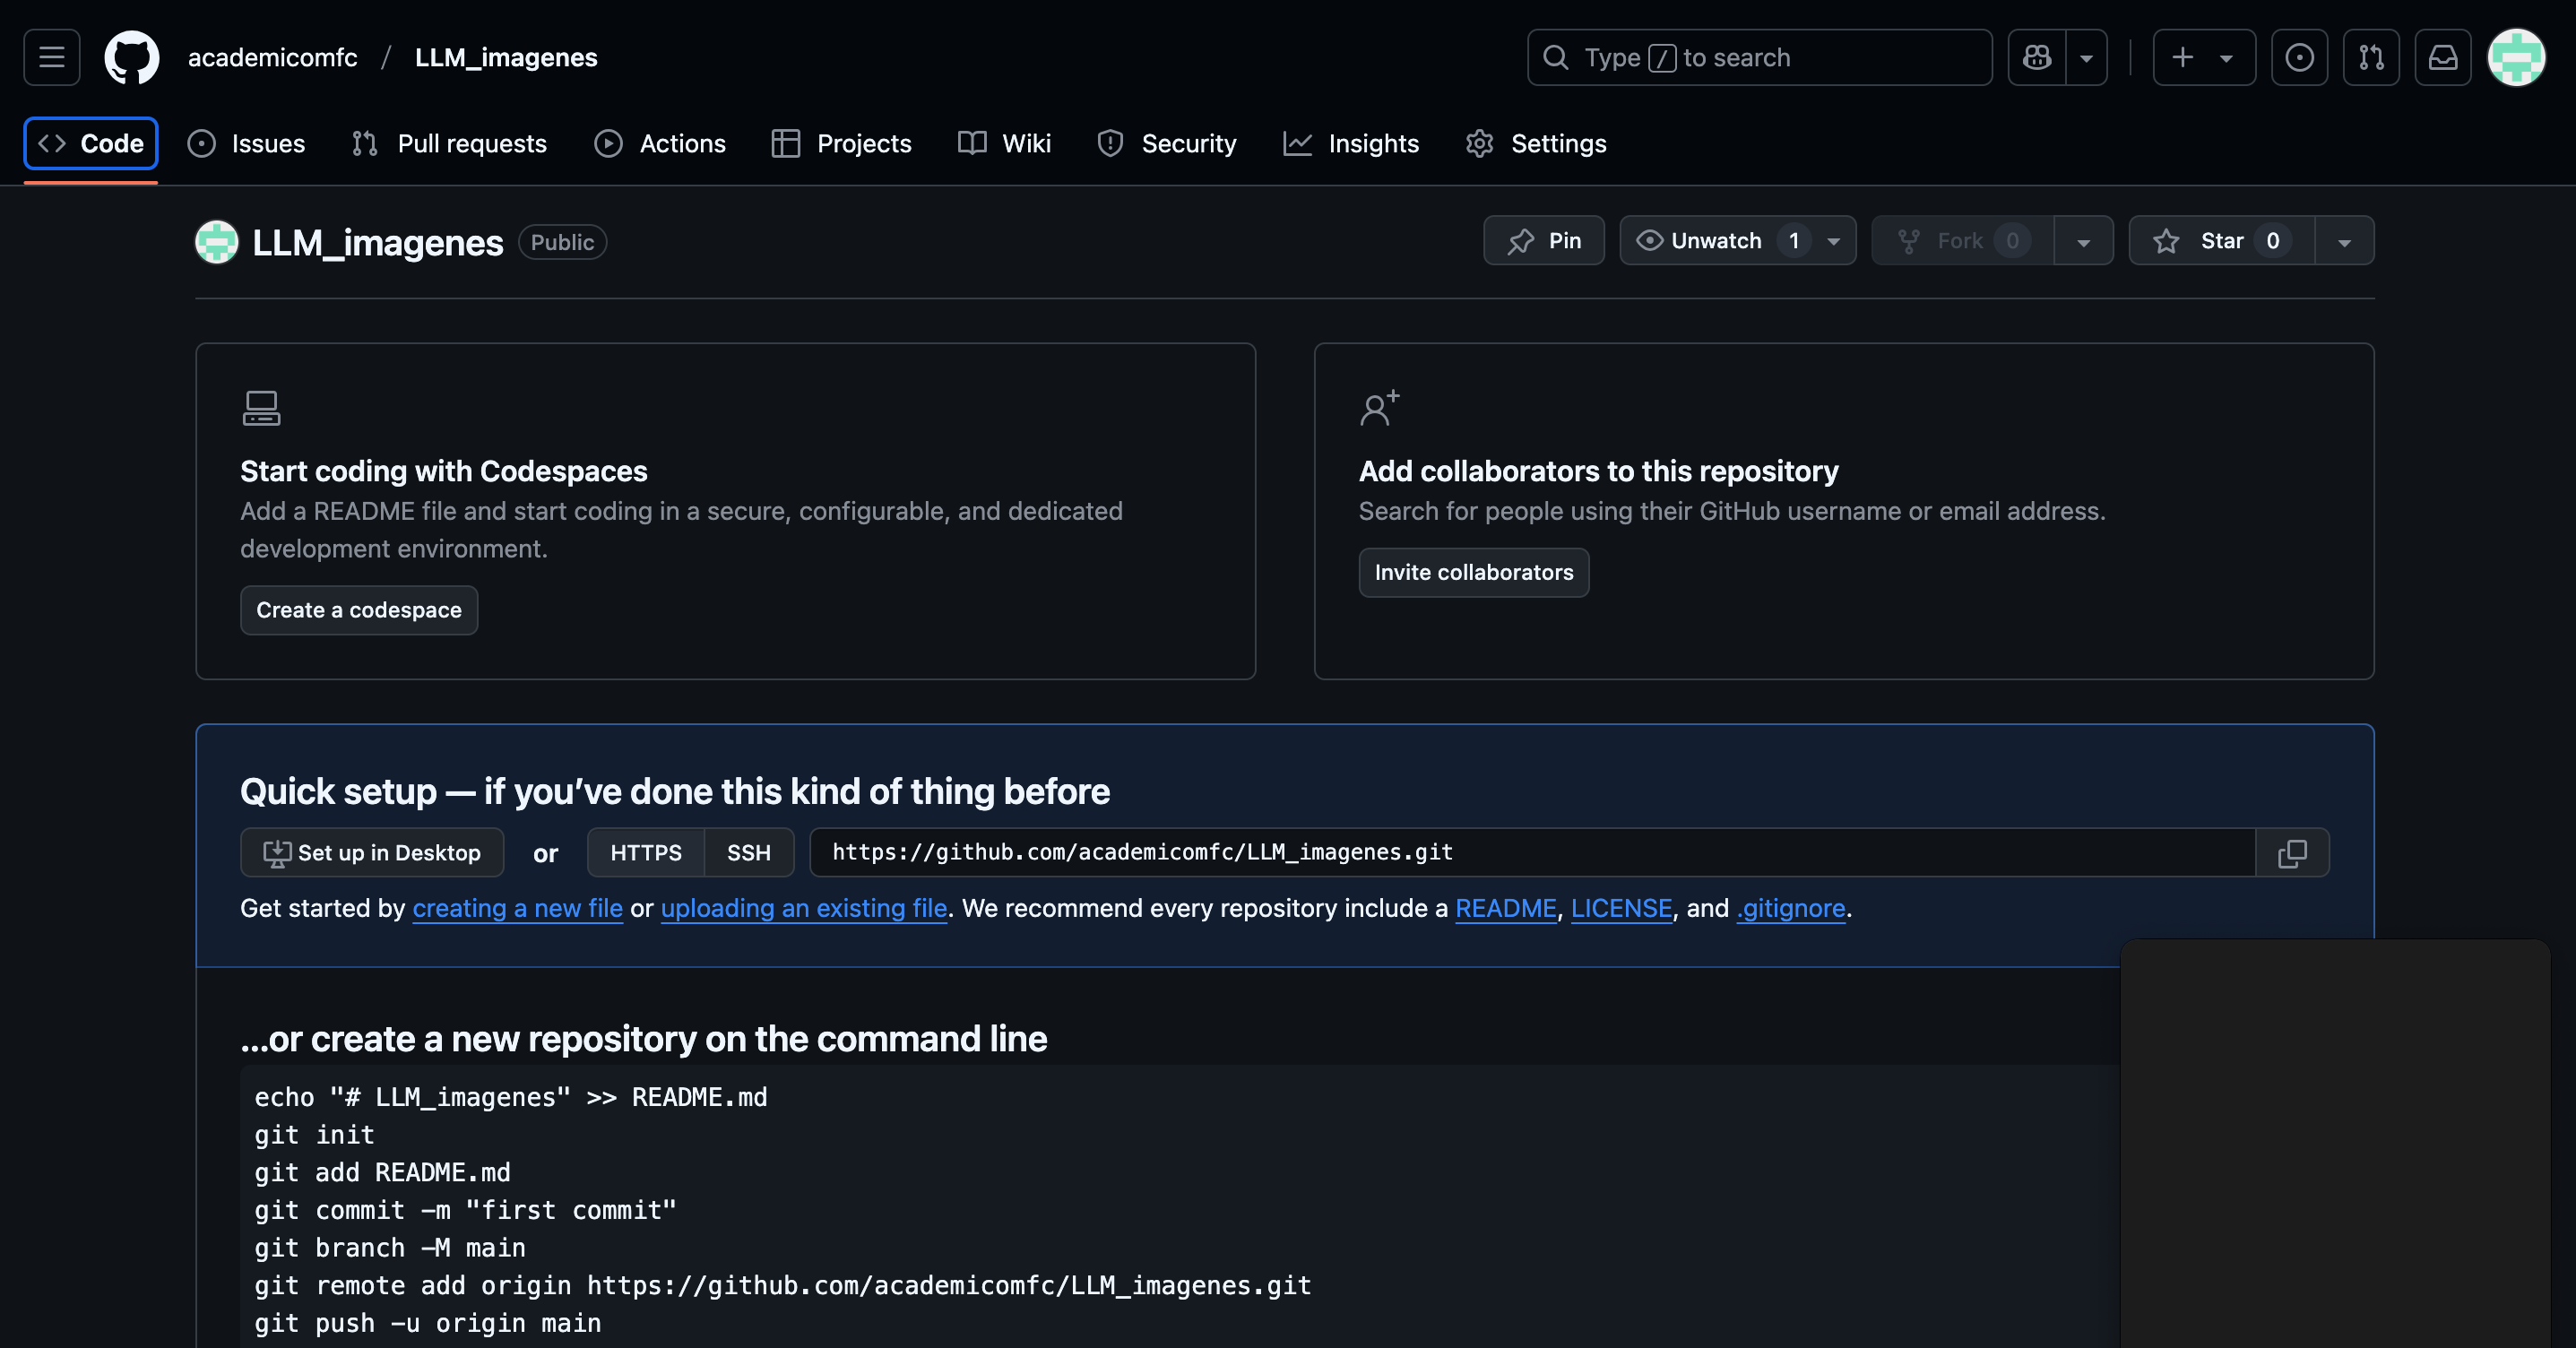 academicomfc / LLM_imagenes
Type / to search
Code Issues Pull requests Actions Projects Wiki Security Insights Settings
LLM_imagenes Public
Pin Unwatch 1 Fork 0 Star 0
Start coding with Codespaces
Add a README file and start coding in a secure, configurable, and dedicated
development environment.
Create a codespace
Add collaborators to this repository
Search for people using their GitHub username or email address.
Invite collaborators
Quick setup — if you’ve done this kind of thing before
Set up in Desktop or HTTPS SSH https://github.com/academicomfc/LLM_imagenes.git
Get started by creating a new file or uploading an existing file. We recommend every repository include a README, LICENSE, and .gitignore.
…or create a new repository on the command line
echo "# LLM_imagenes" >> README.md
git init
git add README.md
git commit -m "first commit"
git branch -M main
git remote add origin https://github.com/academicomfc/LLM_imagenes.git
git push -u origin main